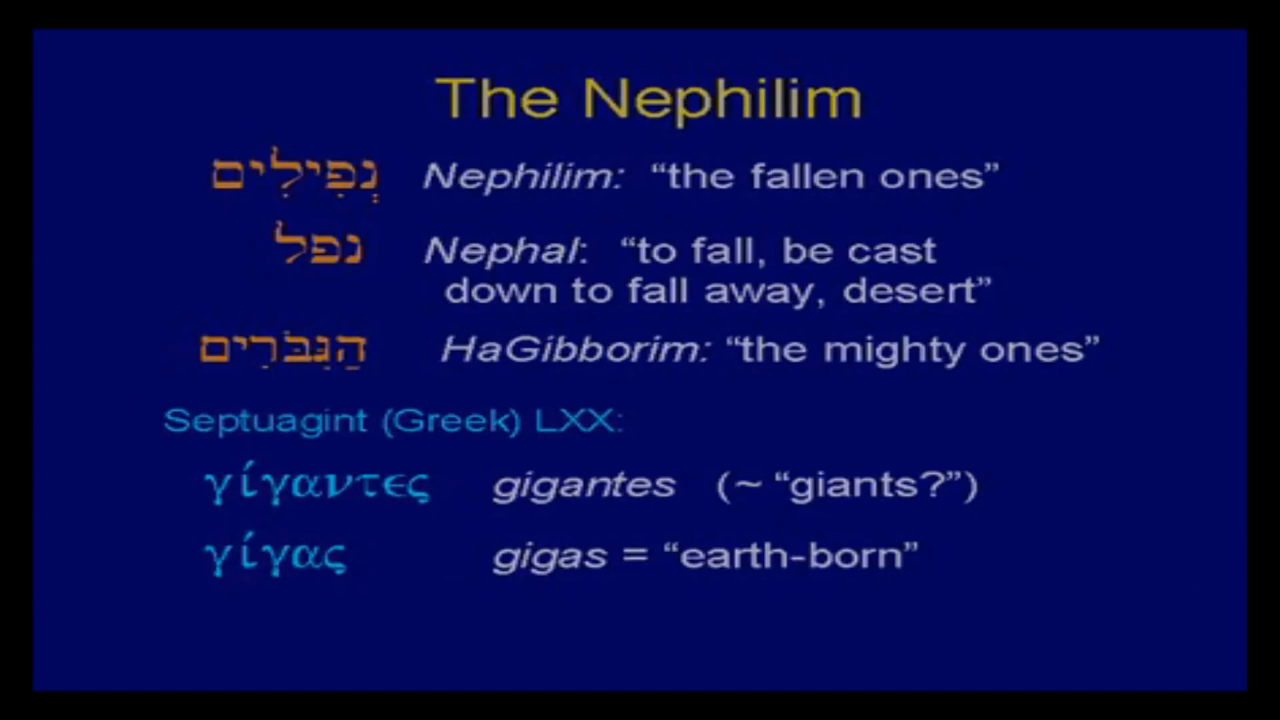 The Nephilim
נְפִילִים Nephilim: “the fallen ones”
נפל Nephal: “to fall, be cast
down to fall away, desert”
הַגִּבֹּרִים HaGibborim: “the mighty ones”
Septuagint (Greek) LXX:
γίγαντες gigantes (~ “giants?”)
γίγας gigas = “earth-born”